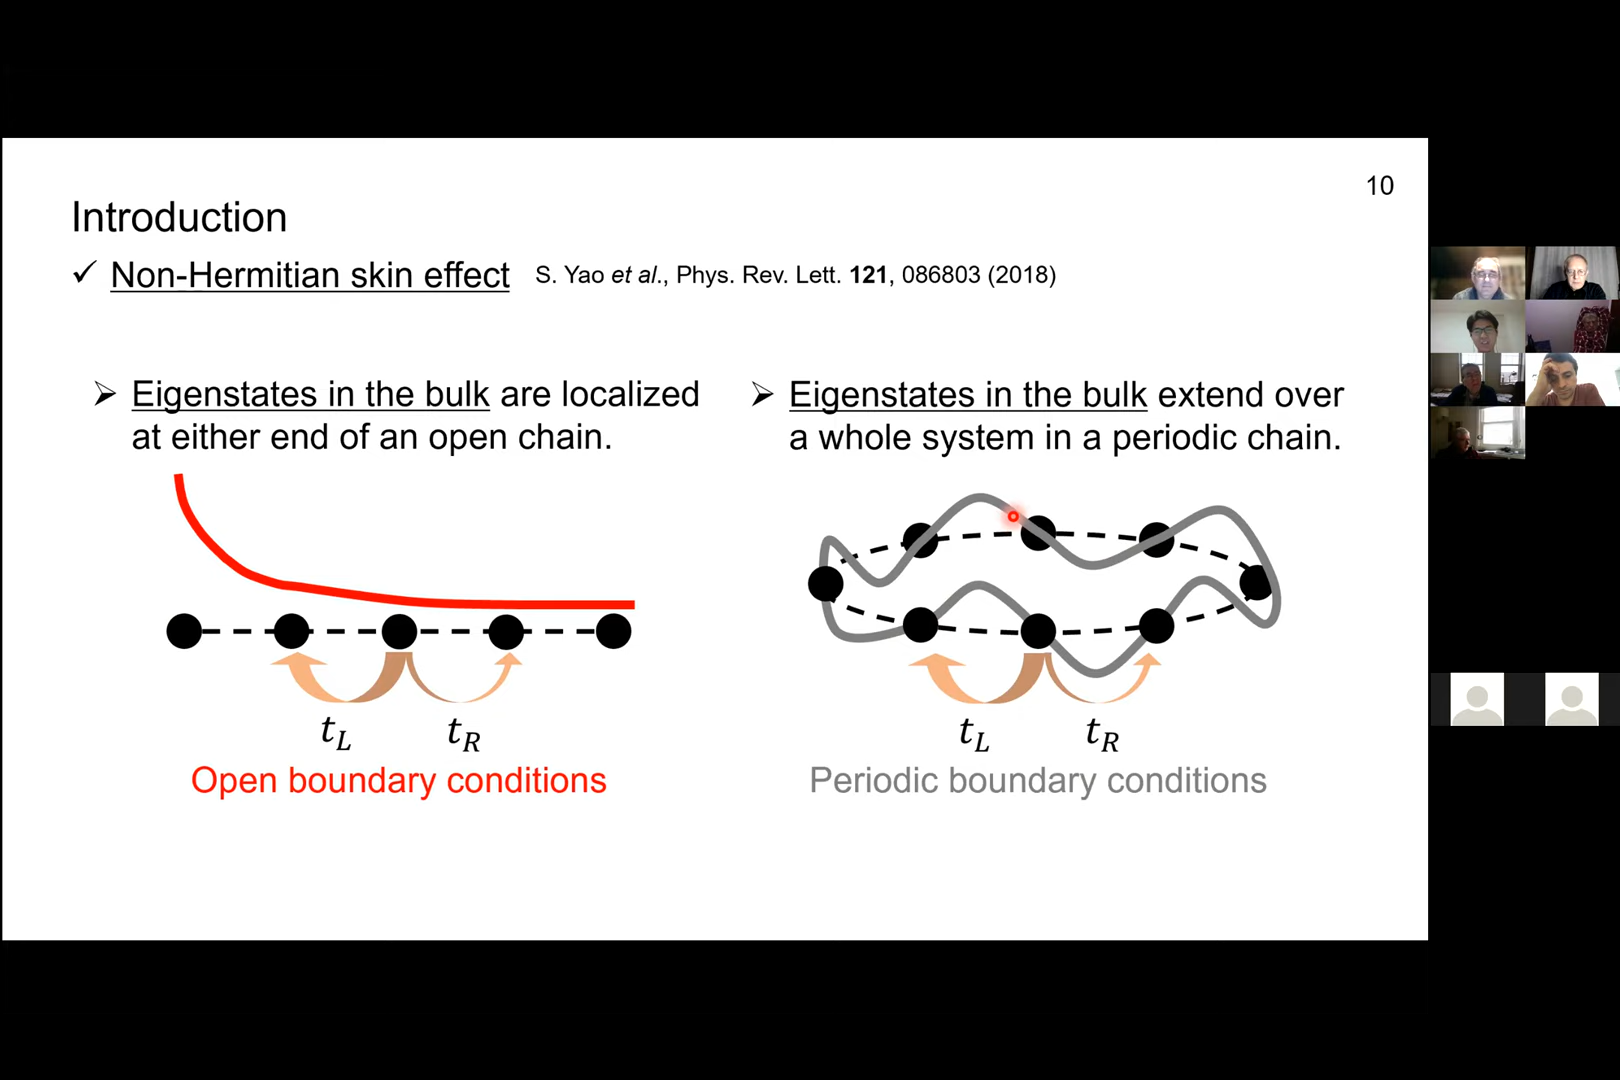 10
Introduction
✓ Non-Hermitian skin effect S. Yao et al., Phys. Rev. Lett. 121, 086803 (2018)
➢ Eigenstates in the bulk are localized
at either end of an open chain.
t_L t_R
Open boundary conditions
➢ Eigenstates in the bulk extend over
a whole system in a periodic chain.
t_L t_R
Periodic boundary conditions